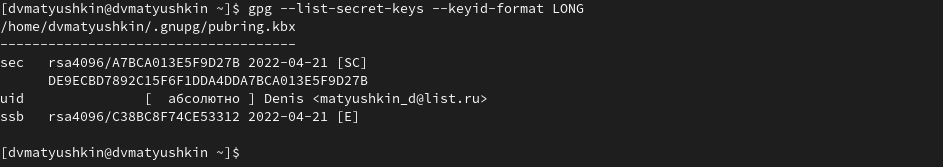 [dvmatyushkin@dvmatyushkin ~]$ gpg --list-secret-keys --keyid-format LONG
/home/dvmatyushkin/.gnupg/pubring.kbx
-------------------------------------
sec   rsa4096/A7BCA013E5F9D27B 2022-04-21 [SC]
      DE9ECBD7892C15F6F1DDA4DDA7BCA013E5F9D27B
uid               [  абсолютно ] Denis <matyushkin_d@list.ru>
ssb   rsa4096/C38BC8F74CE53312 2022-04-21 [E]

[dvmatyushkin@dvmatyushkin ~]$